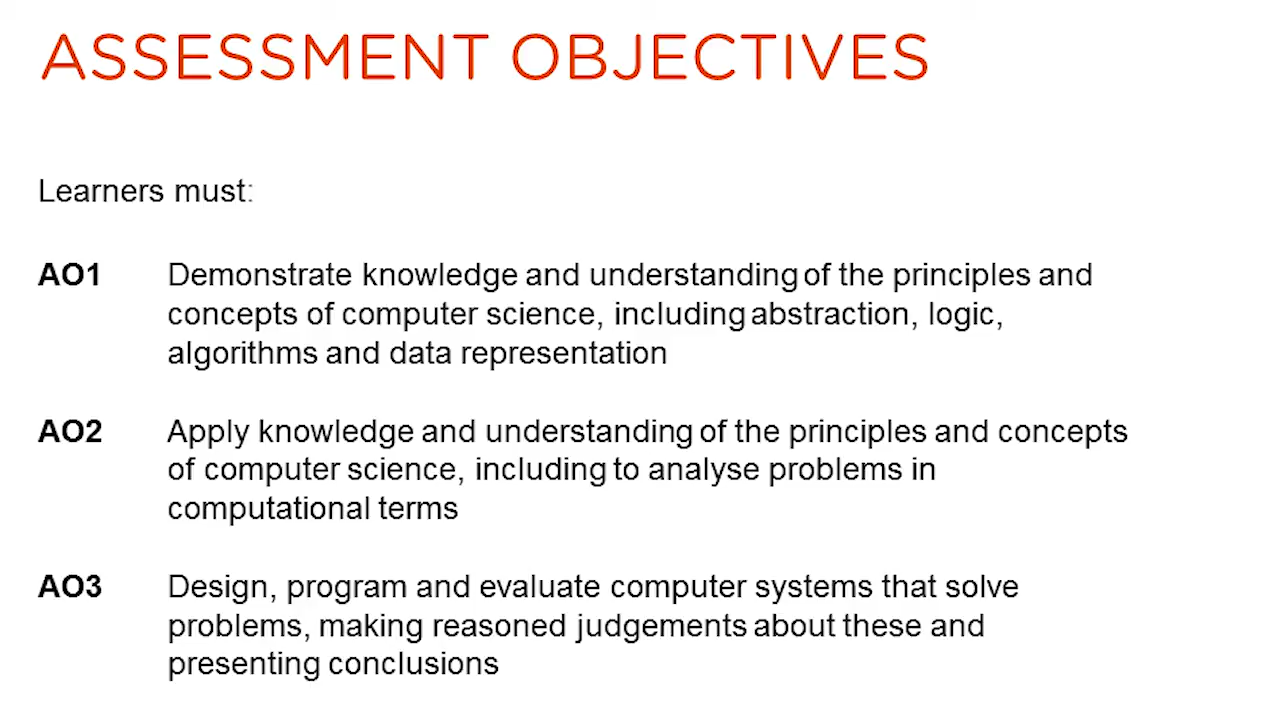 ASSESSMENT OBJECTIVES
Learners must:
AO1 Demonstrate knowledge and understanding of the principles and
concepts of computer science, including abstraction, logic,
algorithms and data representation
AO2 Apply knowledge and understanding of the principles and concepts
of computer science, including to analyse problems in
computational terms
AO3 Design, program and evaluate computer systems that solve
problems, making reasoned judgements about these and
presenting conclusions